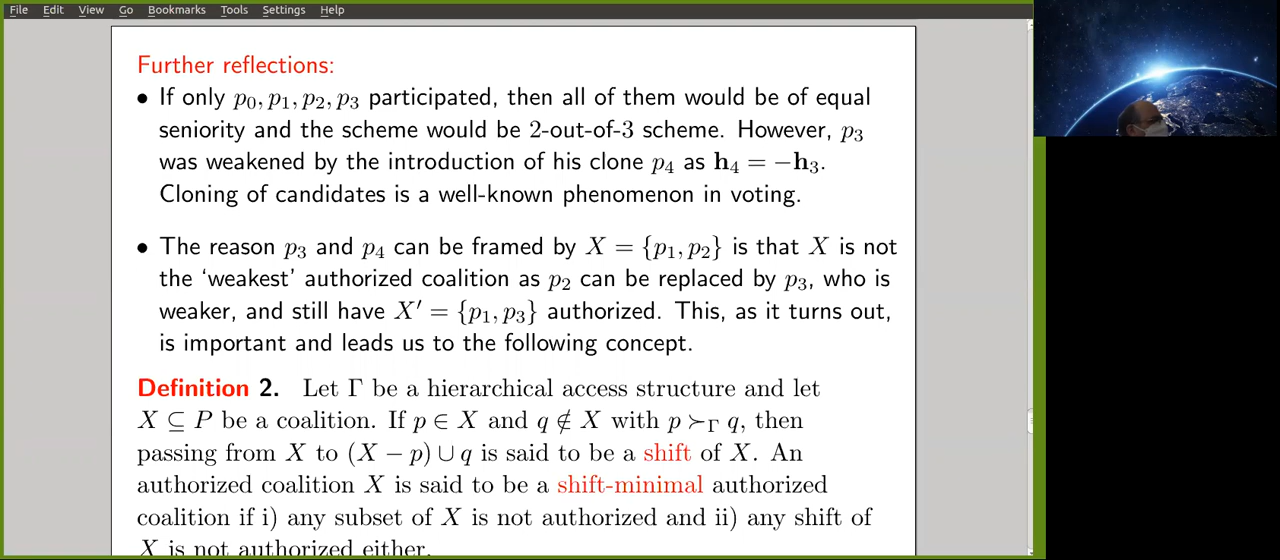 File Edit View Go Bookmarks Tools Settings Help
Further reflections:
• If only p₀, p₁, p₂, p₃ participated, then all of them would be of equal
seniority and the scheme would be 2-out-of-3 scheme. However, p₃
was weakened by the introduction of his clone p₄ as h₄ = −h₃.
Cloning of candidates is a well-known phenomenon in voting.
• The reason p₃ and p₄ can be framed by X = {p₁, p₂} is that X is not
the ‘weakest’ authorized coalition as p₂ can be replaced by p₃, who is
weaker, and still have X′ = {p₁, p₃} authorized. This, as it turns out,
is important and leads us to the following concept.
Definition 2. Let Γ be a hierarchical access structure and let
X ⊆ P be a coalition. If p ∈ X and q ∉ X with p ≻_Γ q, then
passing from X to (X − p) ∪ q is said to be a shift of X. An
authorized coalition X is said to be a shift-minimal authorized
coalition if i) any subset of X is not authorized and ii) any shift of
X is not authorized either.